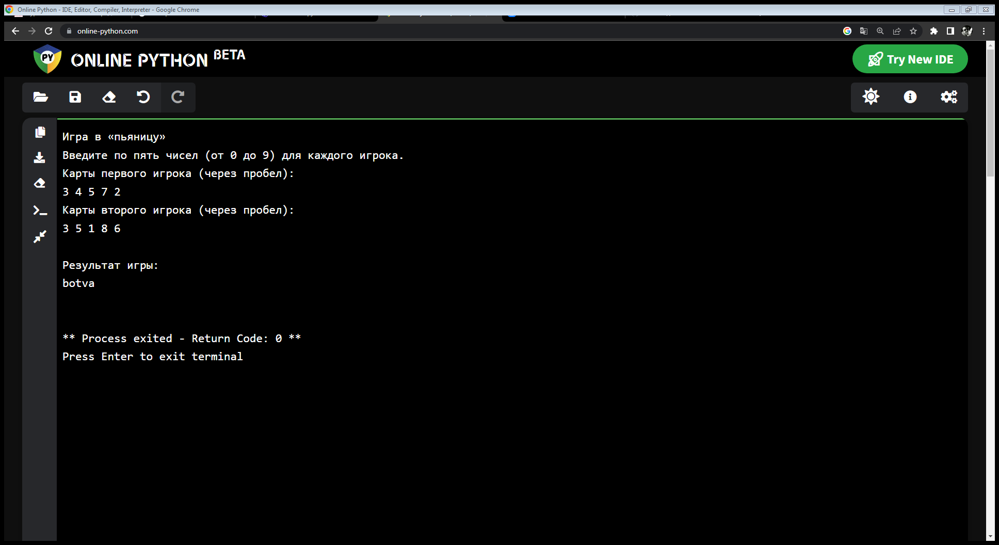 Online Python - IDE, Editor, Compiler, Interpreter - Google Chrome
online-python.com
PY
ONLINE PYTHON BETA
Try New IDE
Игра в «пьяницу»
Введите по пять чисел (от 0 до 9) для каждого игрока.
Карты первого игрока (через пробел):
3 4 5 7 2
Карты второго игрока (через пробел):
3 5 1 8 6
Результат игры:
botva
** Process exited - Return Code: 0 **
Press Enter to exit terminal